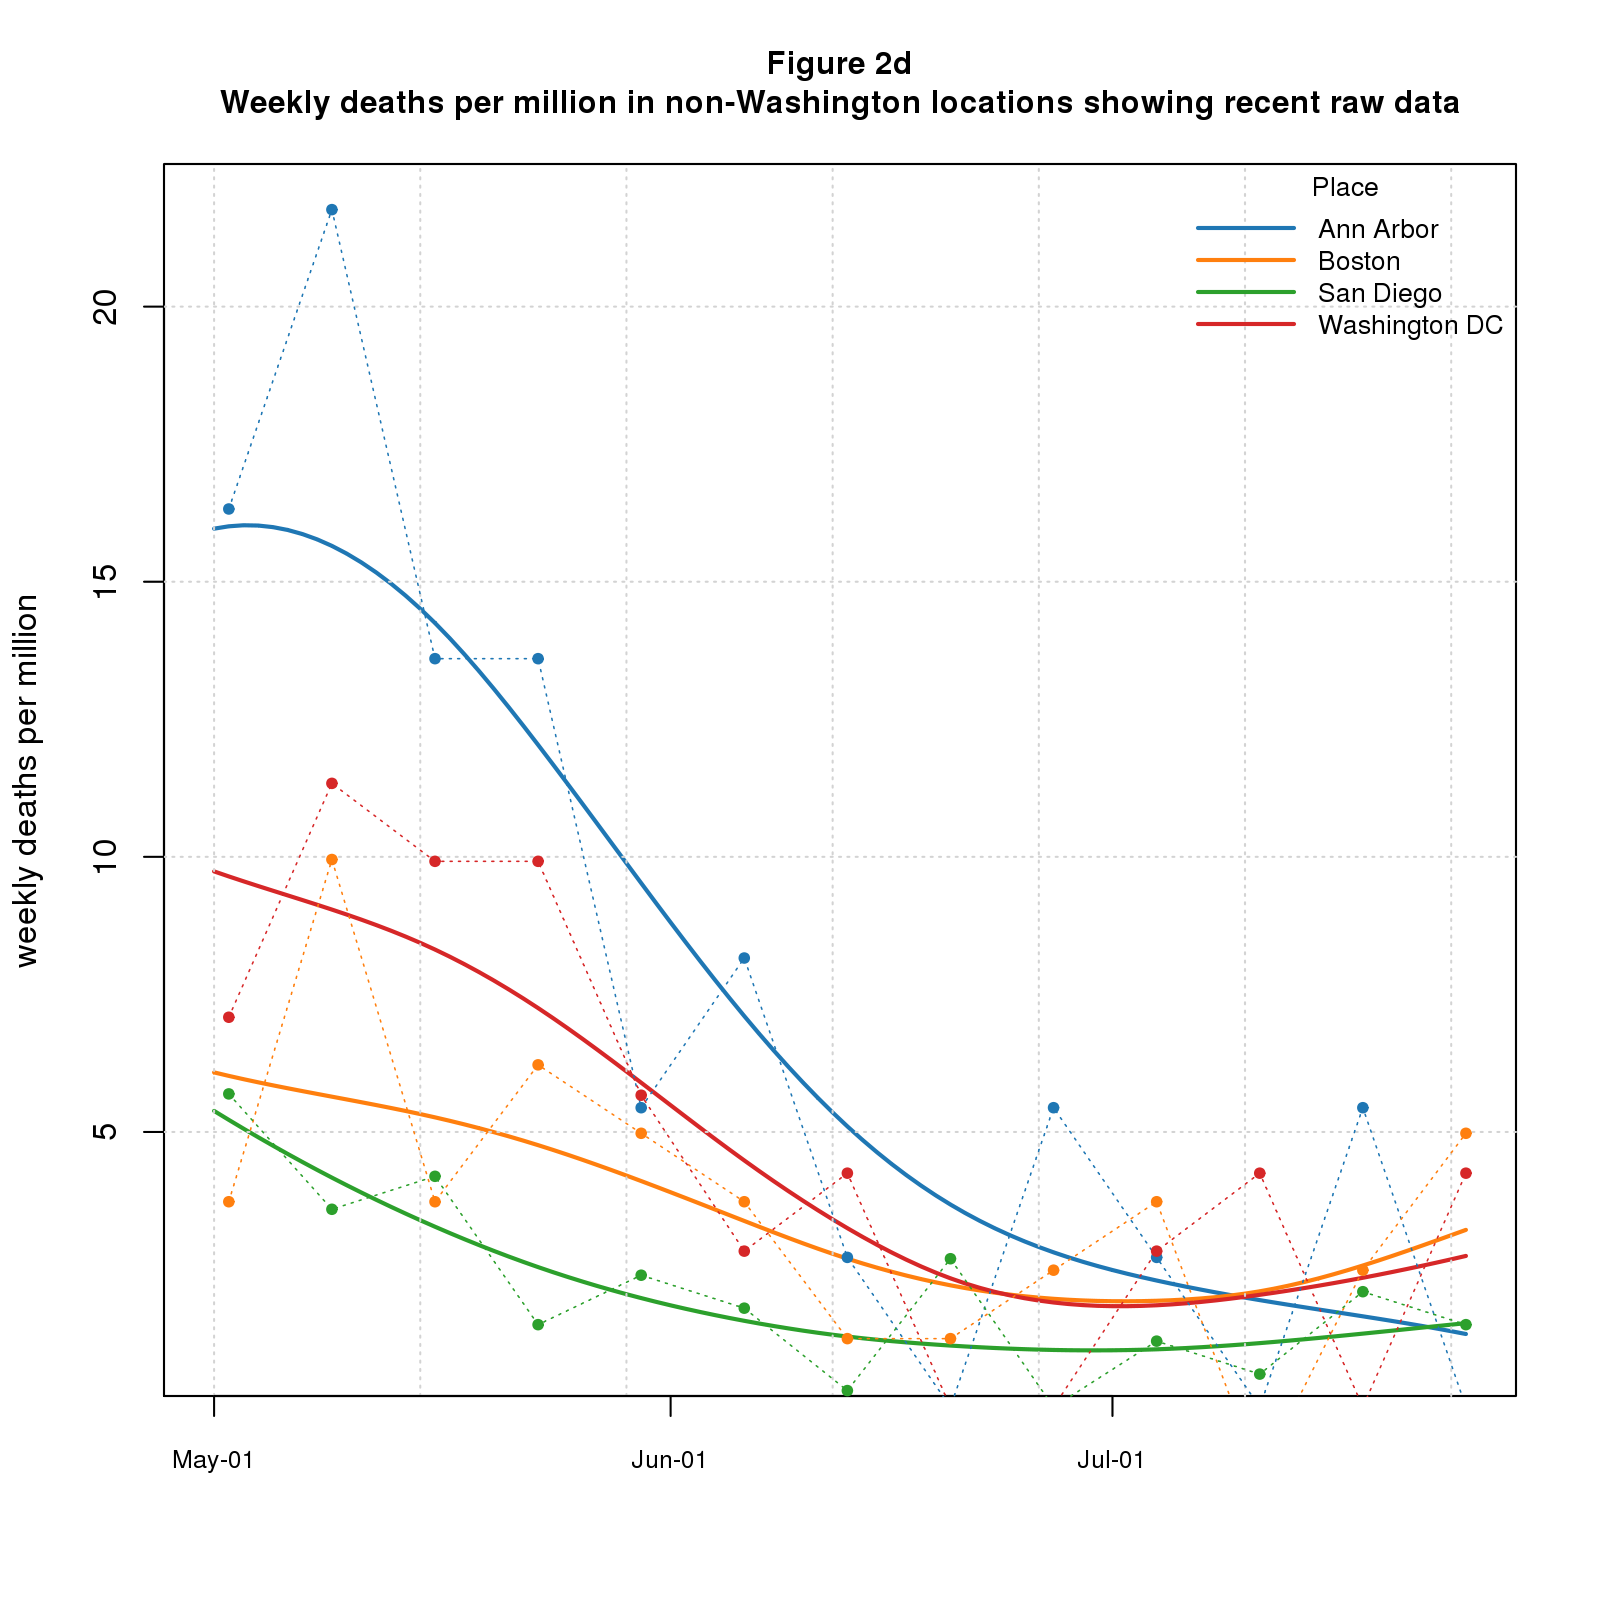 Figure 2d
Weekly deaths per million in non-Washington locations showing recent raw data
Place
Ann Arbor
Boston
San Diego
Washington DC
20
15
10
5
weekly deaths per million
May-01
Jun-01
Jul-01